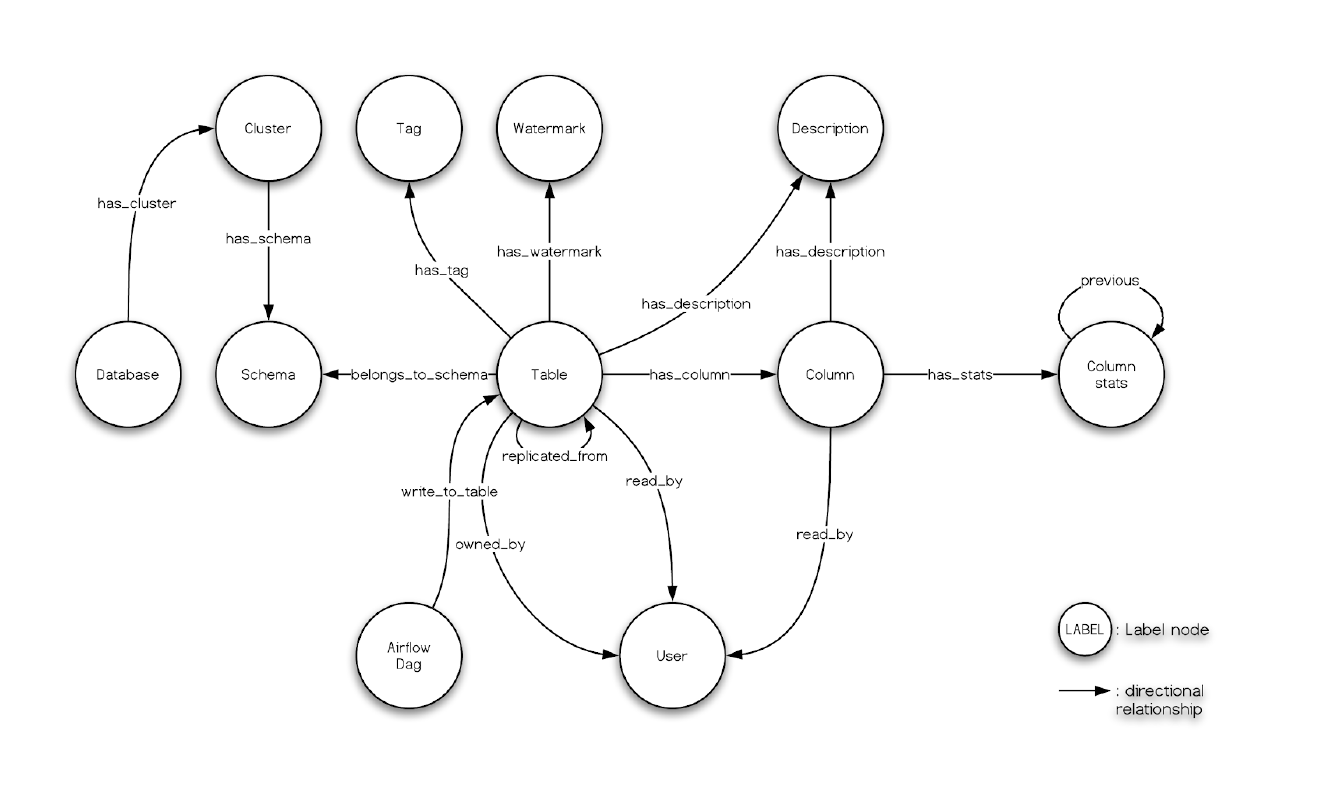 Cluster
Tag
Watermark
Description
has_cluster
has_schema
has_tag
has_watermark
has_description
has_description
previous
Database
Schema
belongs_to_schema
Table
has_column
Column
has_stats
Column
stats
replicated_from
write_to_table
read_by
owned_by
read_by
Airflow
Dag
User
LABEL : Label node
: directional
relationship